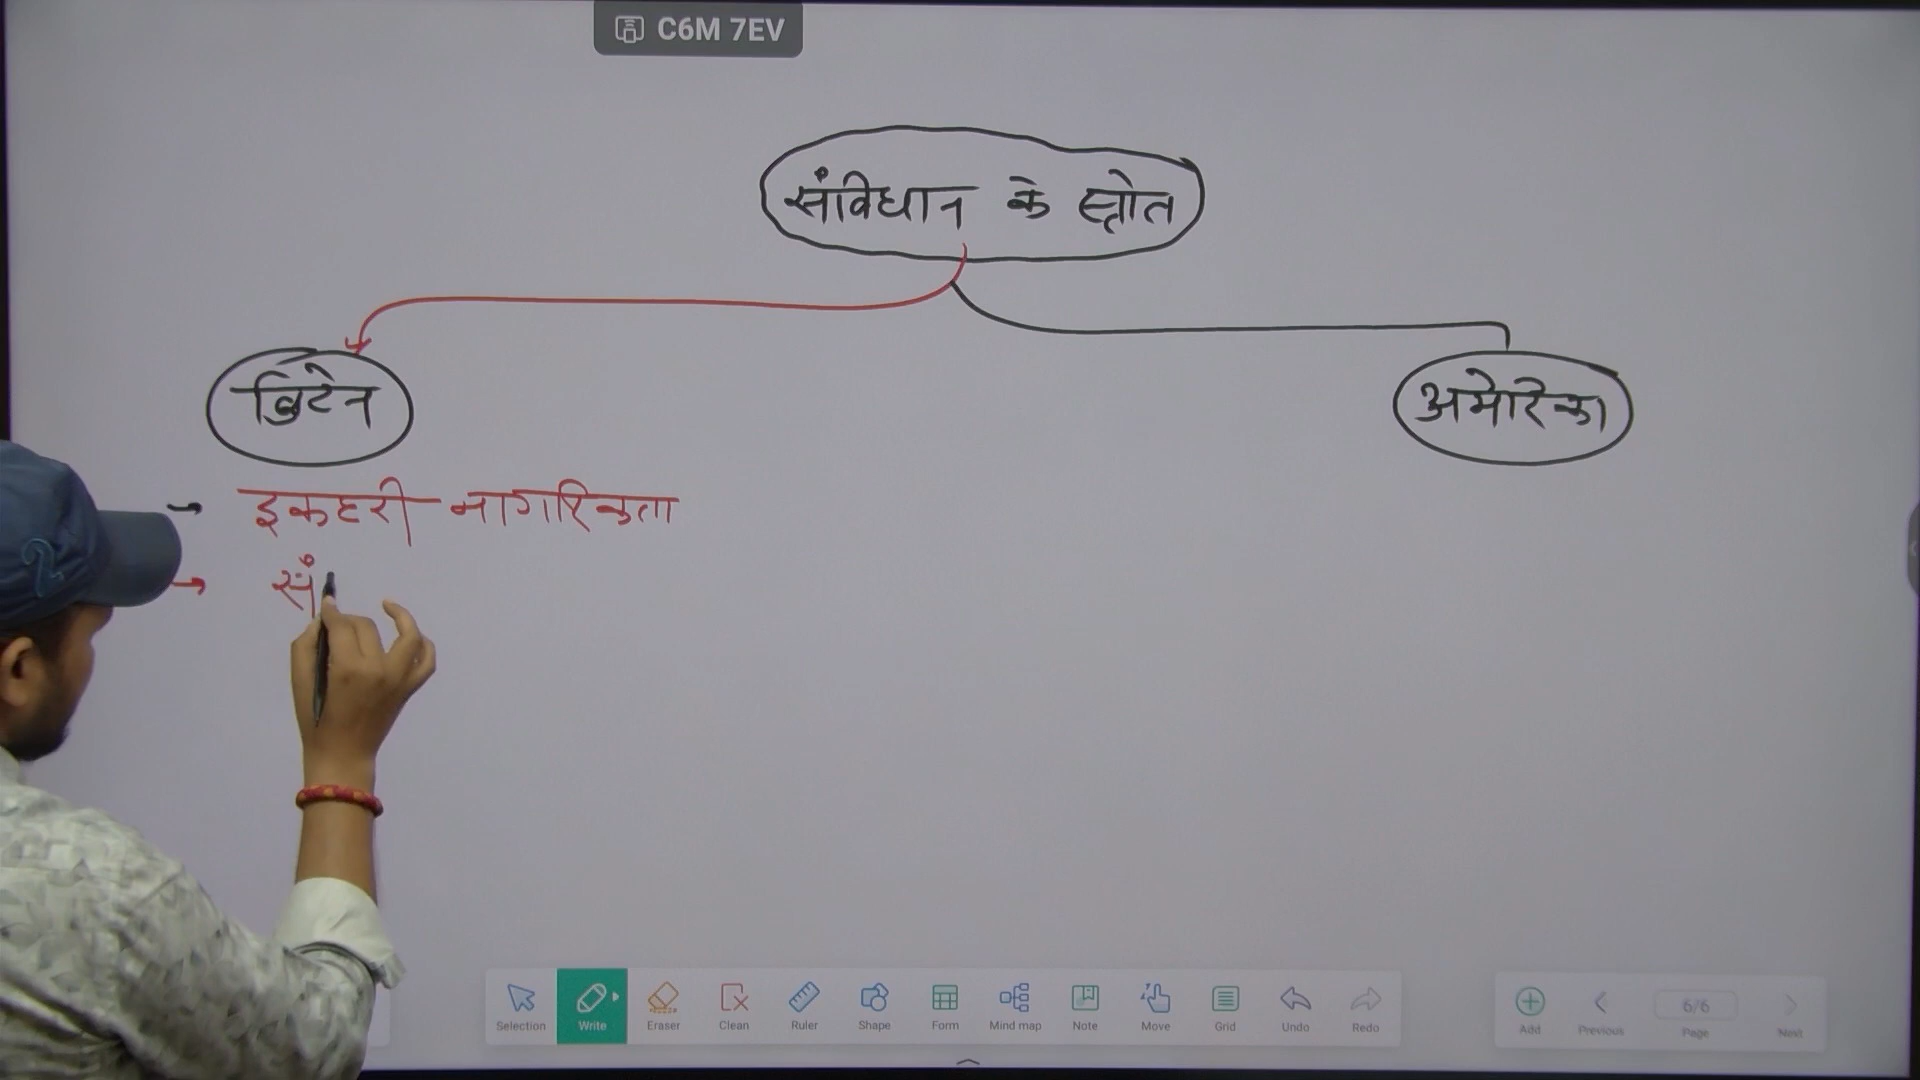 C6M 7EV
संविधान के स्त्रोत
ब्रिटेन
अमेरिका
→ इकहरी नागरिकता
→ सं
Selection Write Eraser Clean Ruler Shape Form Mind map Note Move Grid Undo Redo
Add Previous 6/6 Page Next